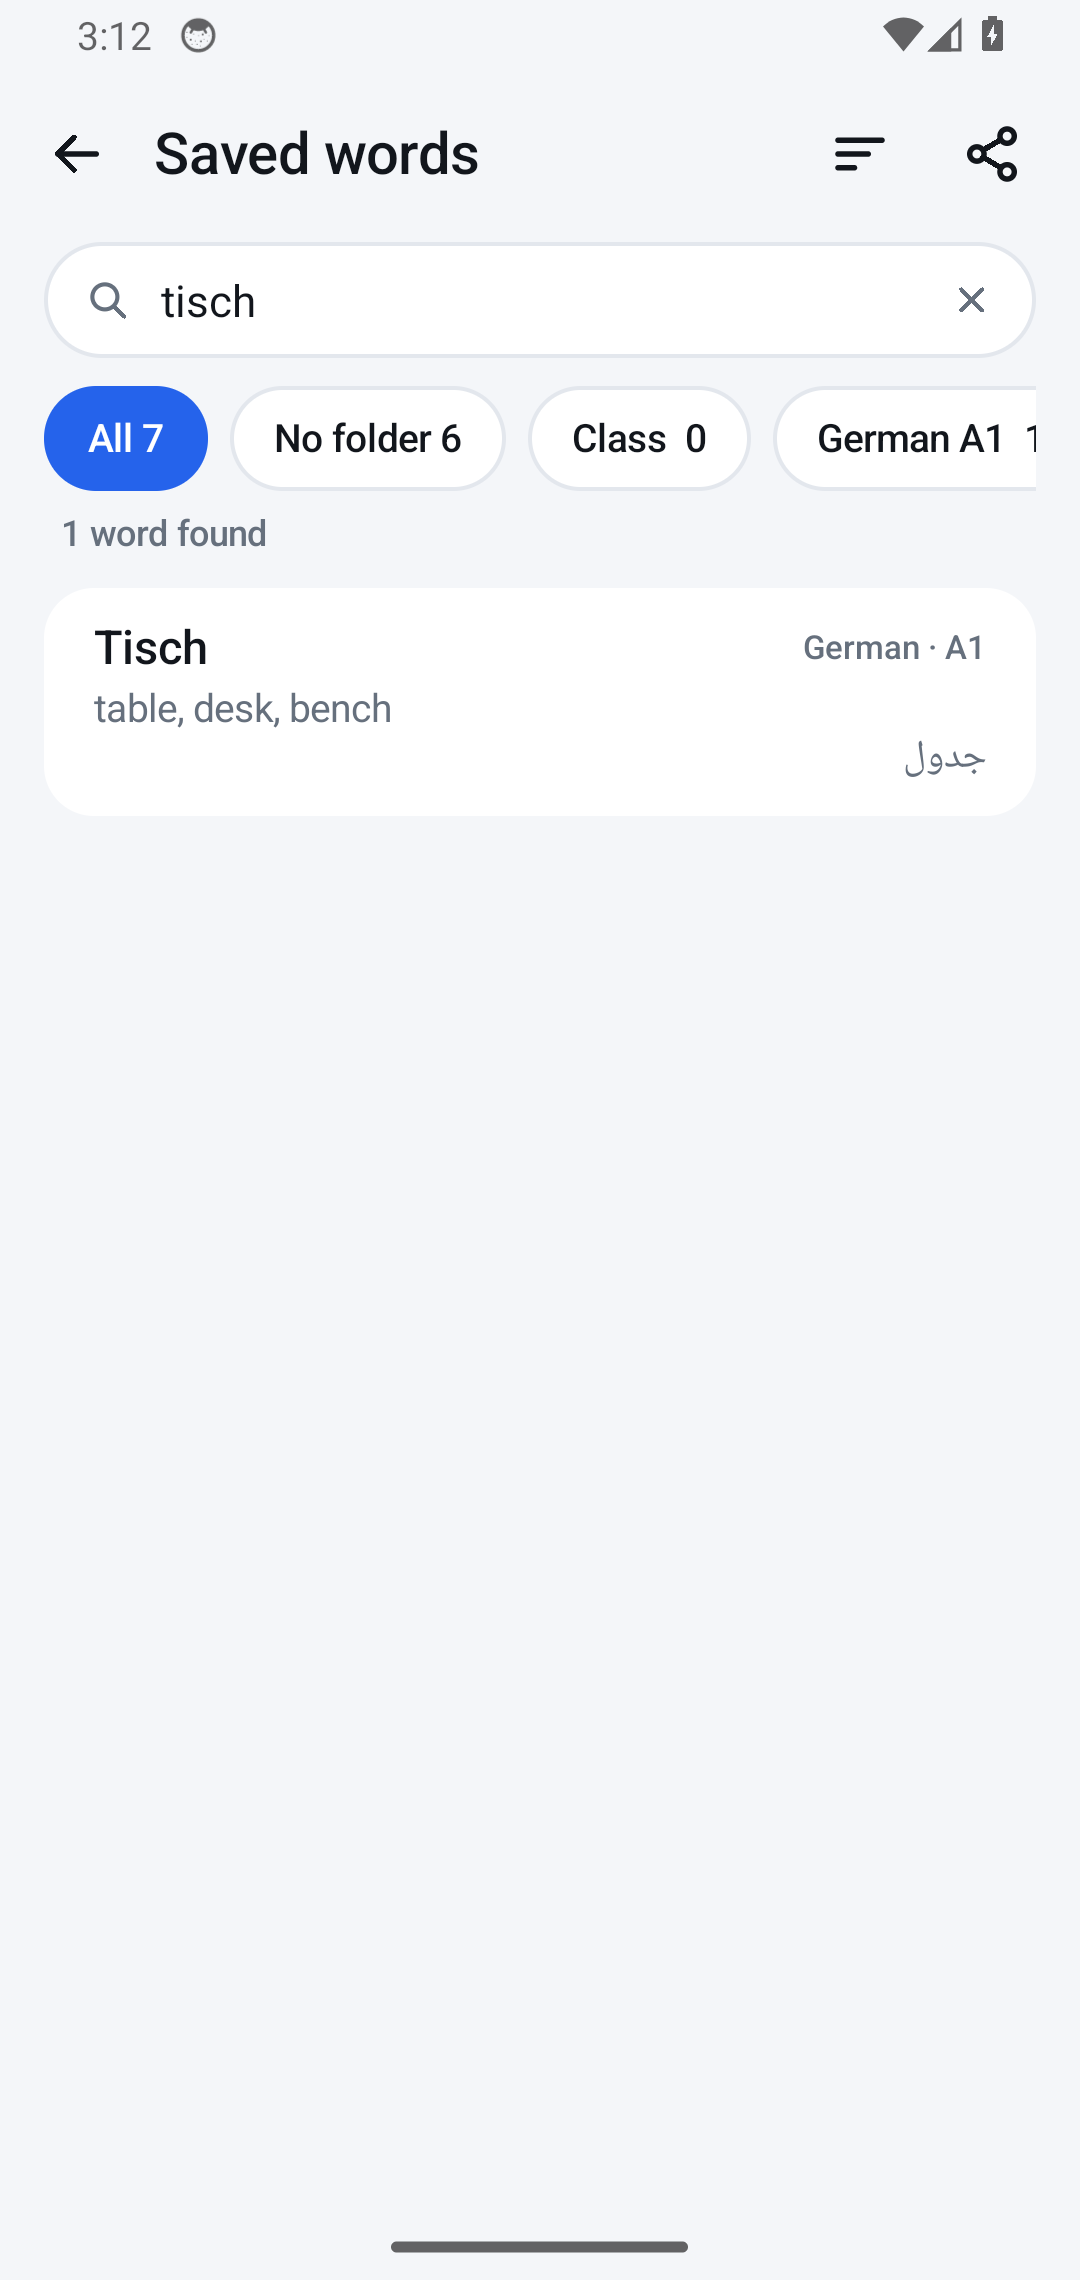 3:12
Saved words
tisch
All 7 No folder 6 Class 0 German A1 1
1 word found
Tisch
German · A1
table, desk, bench
جدول